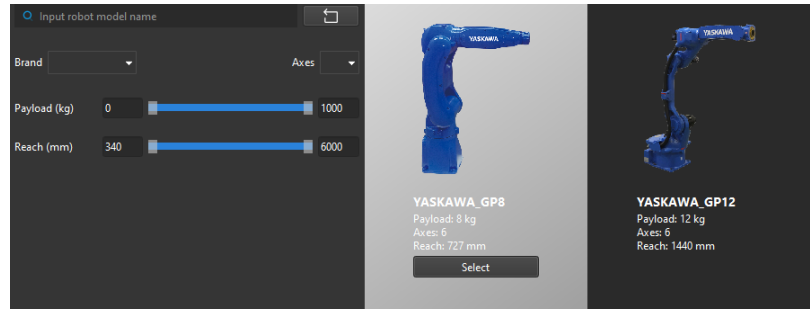 Input robot model name
Brand
Axes
Payload (kg)
0
1000
Reach (mm)
340
6000
YASKAWA
YASKAWA_GP8
Payload: 8 kg
Axes: 6
Reach: 727 mm
Select
YASKAWA
YASKAWA_GP12
Payload: 12 kg
Axes: 6
Reach: 1440 mm